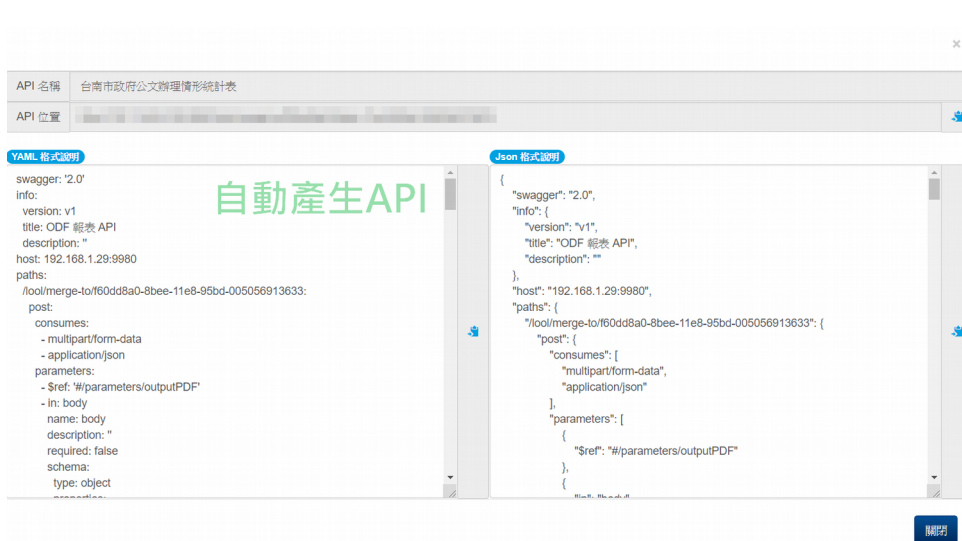 ×
API 名稱 台南市政府公文辦理情形統計表
API 位置
YAML 格式說明
swagger: '2.0'
info:
version: v1
title: ODF 報表 API
description: ''
host: 192.168.1.29:9980
paths:
/lool/merge-to/f60dd8a0-8bee-11e8-95bd-005056913633:
post:
consumes:
- multipart/form-data
- application/json
parameters:
- $ref: '#/parameters/outputPDF'
- in: body
name: body
description: ''
required: false
schema:
type: object
properties:
自動產生API
Json 格式說明
{
"swagger": "2.0",
"info": {
"version": "v1",
"title": "ODF 報表 API",
"description": ""
},
"host": "192.168.1.29:9980",
"paths": {
"/lool/merge-to/f60dd8a0-8bee-11e8-95bd-005056913633": {
"post": {
"consumes": [
"multipart/form-data",
"application/json"
],
"parameters": [
{
"$ref": "#/parameters/outputPDF"
},
{
"in": "body",
關閉